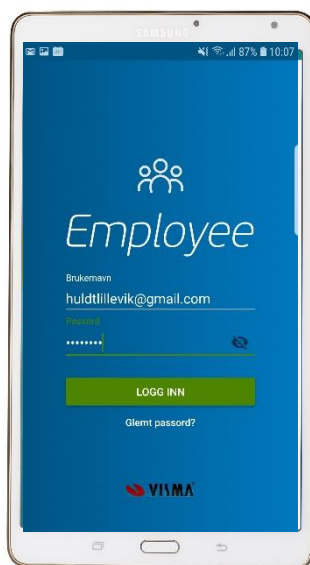 SAMSUNG
87% 10:07
Employee
Brukernavn
huldtlillevik@gmail.com
Passord
••••••••
LOGG INN
Glemt passord?
VISMA